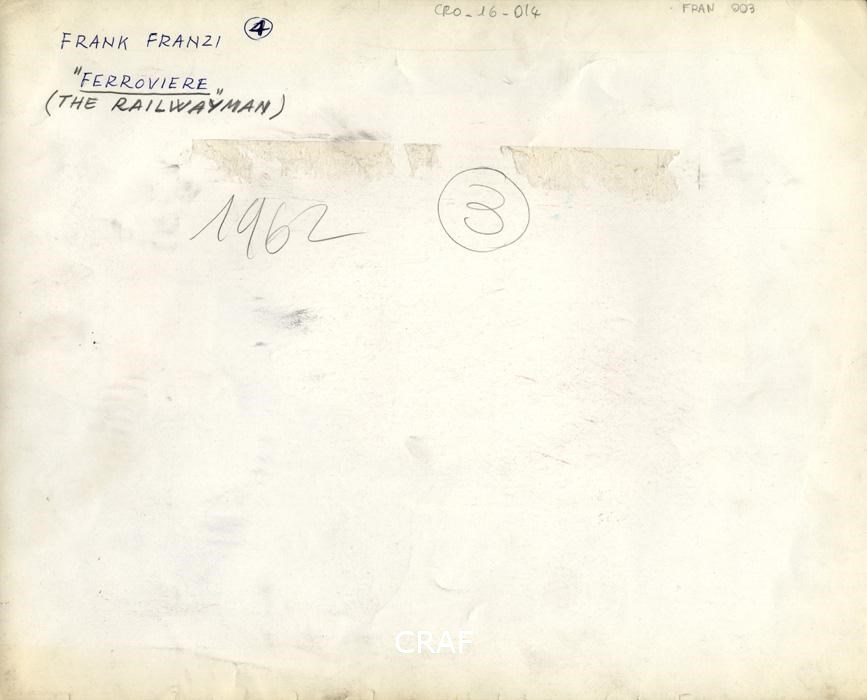 CRO_16_014
FRAN 003
FRANK FRANZI 4
"FERROVIERE"
(THE RAILWAYMAN)
1962
3
CRAF